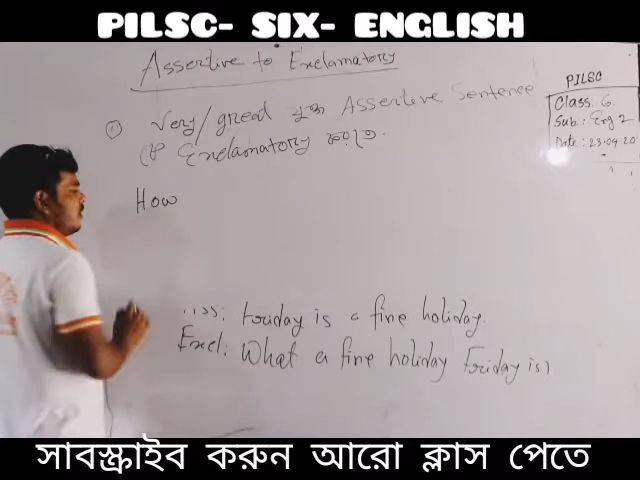 PILSC- SIX- ENGLISH
Assertive to Exclamatory
PILSC
Class: 6
Sub: Eng 2
Date: 23.09.20
① Very/great যুক্ত Assertive Sentence
কে Exclamatory করতে
How
Ass: Friday is a fine holiday.
Excl: What a fine holiday Friday is!
সাবস্ক্রাইব করুন আরো ক্লাস পেতে